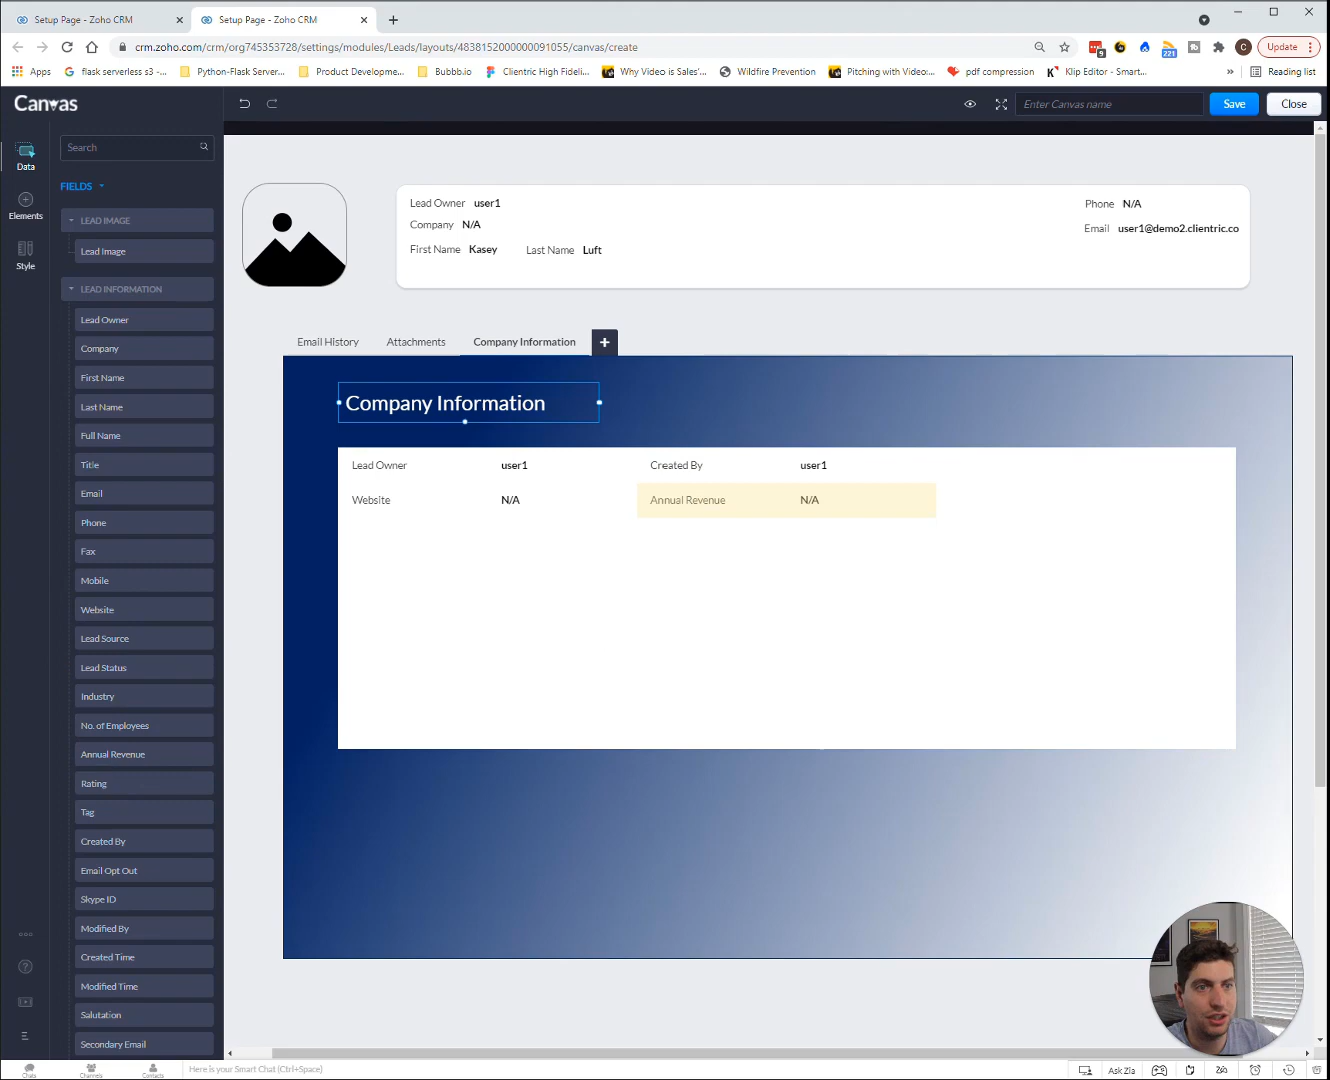 Setup Page - Zoho CRM
Setup Page - Zoho CRM
crm.zoho.com/crm/org745353728/settings/modules/Leads/layouts/4838152000000091055/canvas/create
9
221
C
Update
Apps
flask serverless s3 -...
Python-Flask Server...
Product Developme...
Bubbb.io
Clientric High Fideli...
Why Video is Sales'...
Wildfire Prevention
Pitching with Video:...
pdf compression
Klip Editor - Smart...
»
Reading list
Canvas
Enter Canvas name
Save
Close
Data
Elements
Style
Search
FIELDS
LEAD IMAGE
Lead Image
LEAD INFORMATION
Lead Owner
Company
First Name
Last Name
Full Name
Title
Email
Phone
Fax
Mobile
Website
Lead Source
Lead Status
Industry
No. of Employees
Annual Revenue
Rating
Tag
Created By
Email Opt Out
Skype ID
Modified By
Created Time
Modified Time
Salutation
Secondary Email
Lead Owner user1
Company N/A
First Name Kasey Last Name Luft
Phone N/A
Email user1@demo2.clientric.co
Email History Attachments Company Information +
Company Information
Lead Owner user1 Created By user1
Website N/A Annual Revenue N/A
Chats
Channels
Contacts
Here is your Smart Chat (Ctrl+Space)
Ask Zia